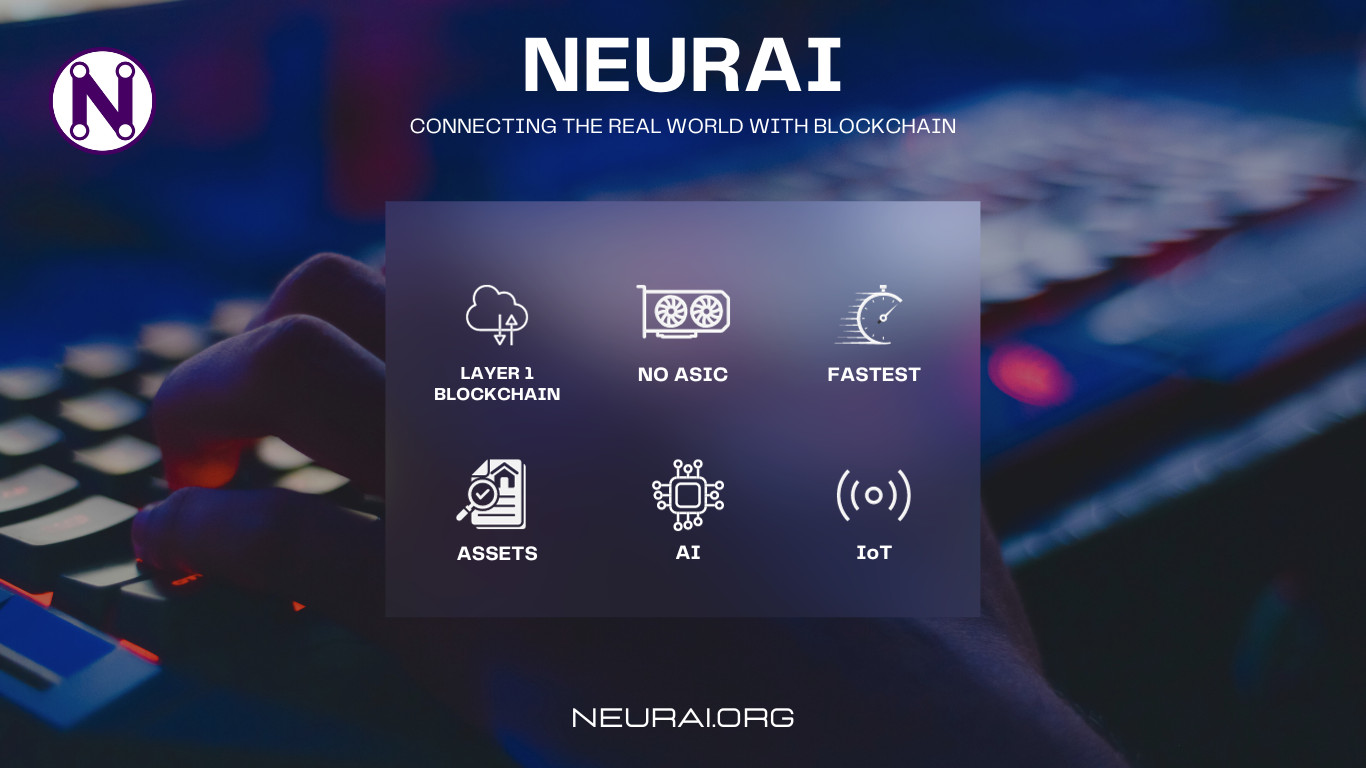 N
NEURAI
CONNECTING THE REAL WORLD WITH BLOCKCHAIN
LAYER 1
BLOCKCHAIN
NO ASIC
FASTEST
ASSETS
AI
IoT
NEURAI.ORG